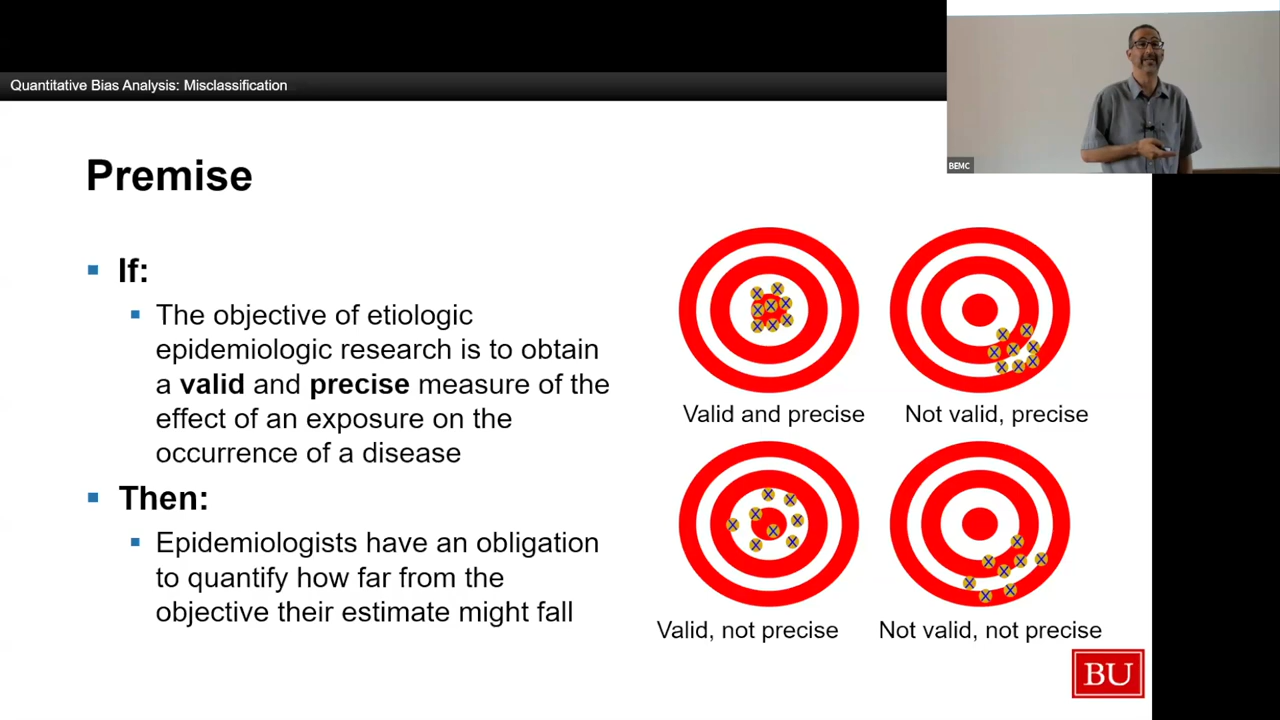 Quantitative Bias Analysis: Misclassification
BEMC
Premise
If:
The objective of etiologic
epidemiologic research is to obtain
a valid and precise measure of the
effect of an exposure on the
occurrence of a disease
Then:
Epidemiologists have an obligation
to quantify how far from the
objective their estimate might fall
Valid and precise
Not valid, precise
Valid, not precise
Not valid, not precise
BU